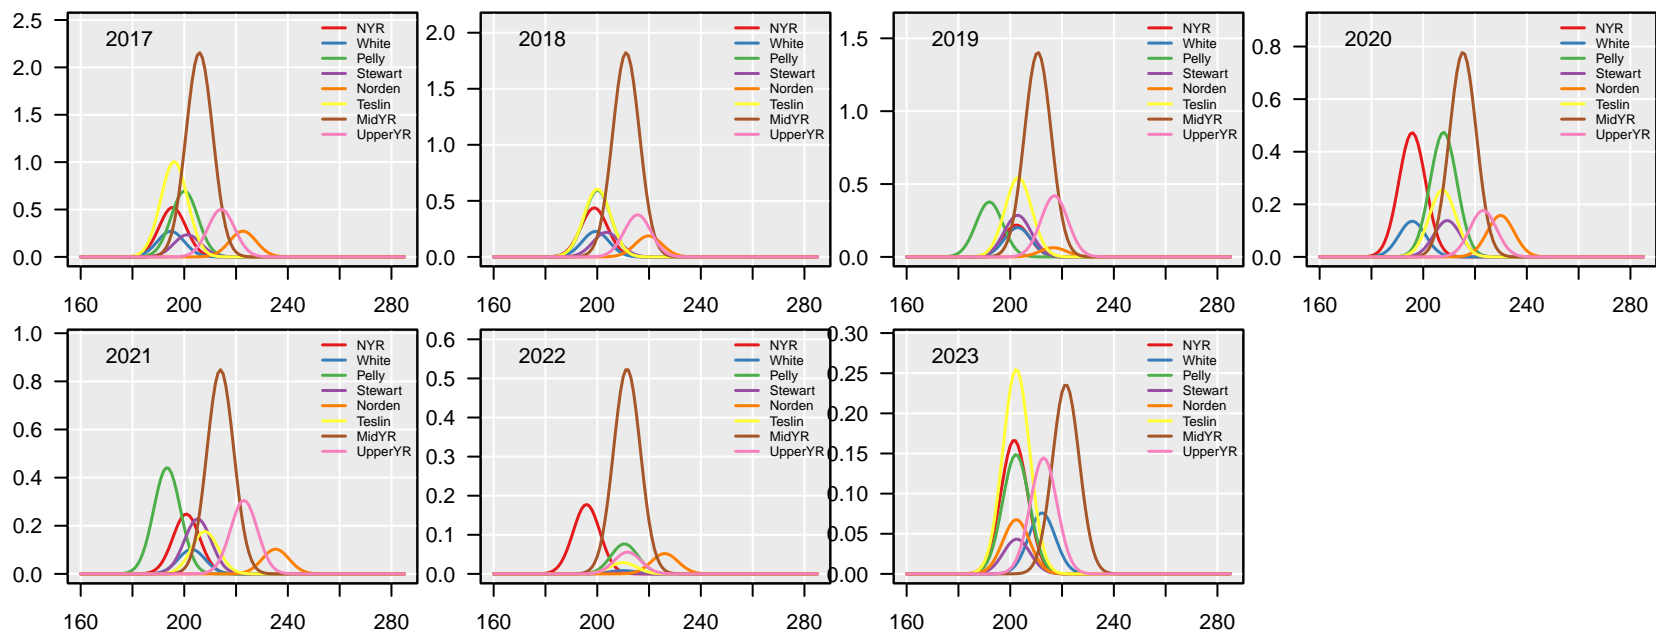 2017
2.5
2.0
1.5
1.0
0.5
0.0
160 200 240 280
NYR
White
Pelly
Stewart
Norden
Teslin
MidYR
UpperYR
2018
2.0
1.5
1.0
0.5
0.0
160 200 240 280
NYR
White
Pelly
Stewart
Norden
Teslin
MidYR
UpperYR
2019
1.5
1.0
0.5
0.0
160 200 240 280
NYR
White
Pelly
Stewart
Norden
Teslin
MidYR
UpperYR
2020
0.8
0.6
0.4
0.2
0.0
160 200 240 280
NYR
White
Pelly
Stewart
Norden
Teslin
MidYR
UpperYR
2021
1.0
0.8
0.6
0.4
0.2
0.0
160 200 240 280
NYR
White
Pelly
Stewart
Norden
Teslin
MidYR
UpperYR
2022
0.6
0.5
0.4
0.3
0.2
0.1
0.0
160 200 240 280
NYR
White
Pelly
Stewart
Norden
Teslin
MidYR
UpperYR
2023
0.30
0.25
0.20
0.15
0.10
0.05
0.00
160 200 240 280
NYR
White
Pelly
Stewart
Norden
Teslin
MidYR
UpperYR